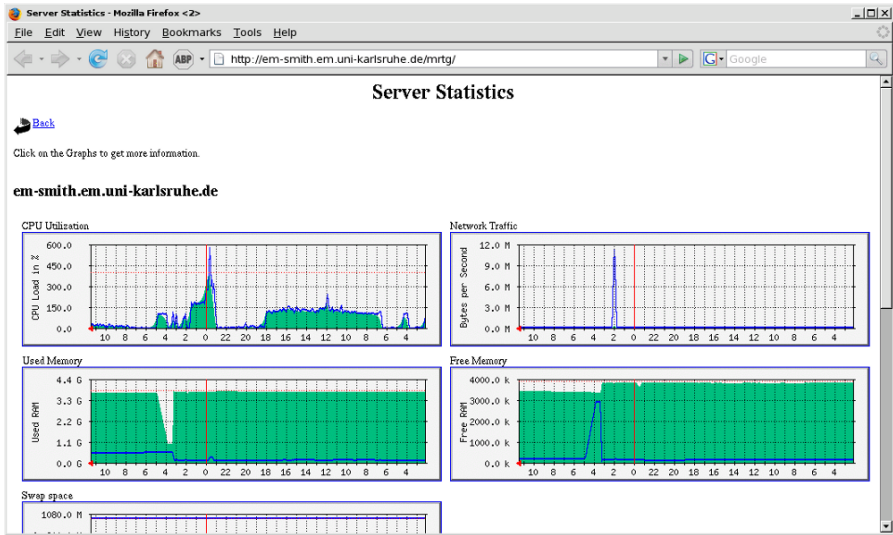 Server Statistics - Mozilla Firefox <2>
File Edit View History Bookmarks Tools Help
ABP http://em-smith.em.uni-karlsruhe.de/mrtg/ G Google
Server Statistics
Back
Click on the Graphs to get more information.
em-smith.em.uni-karlsruhe.de
CPU Utilization
CPU Load in %
600.0
450.0
300.0
150.0
0.0
10 8 6 4 2 0 22 20 18 16 14 12 10 8 6 4
Network Traffic
Bytes per Second
12.0 M
9.0 M
6.0 M
3.0 M
0.0 M
10 8 6 4 2 0 22 20 18 16 14 12 10 8 6 4
Used Memory
Used RAM
4.4 G
3.3 G
2.2 G
1.1 G
0.0 G
10 8 6 4 2 0 22 20 18 16 14 12 10 8 6 4
Free Memory
Free RAM
4000.0 k
3000.0 k
2000.0 k
1000.0 k
0.0 k
10 8 6 4 2 0 22 20 18 16 14 12 10 8 6 4
Swap space
1080.0 M